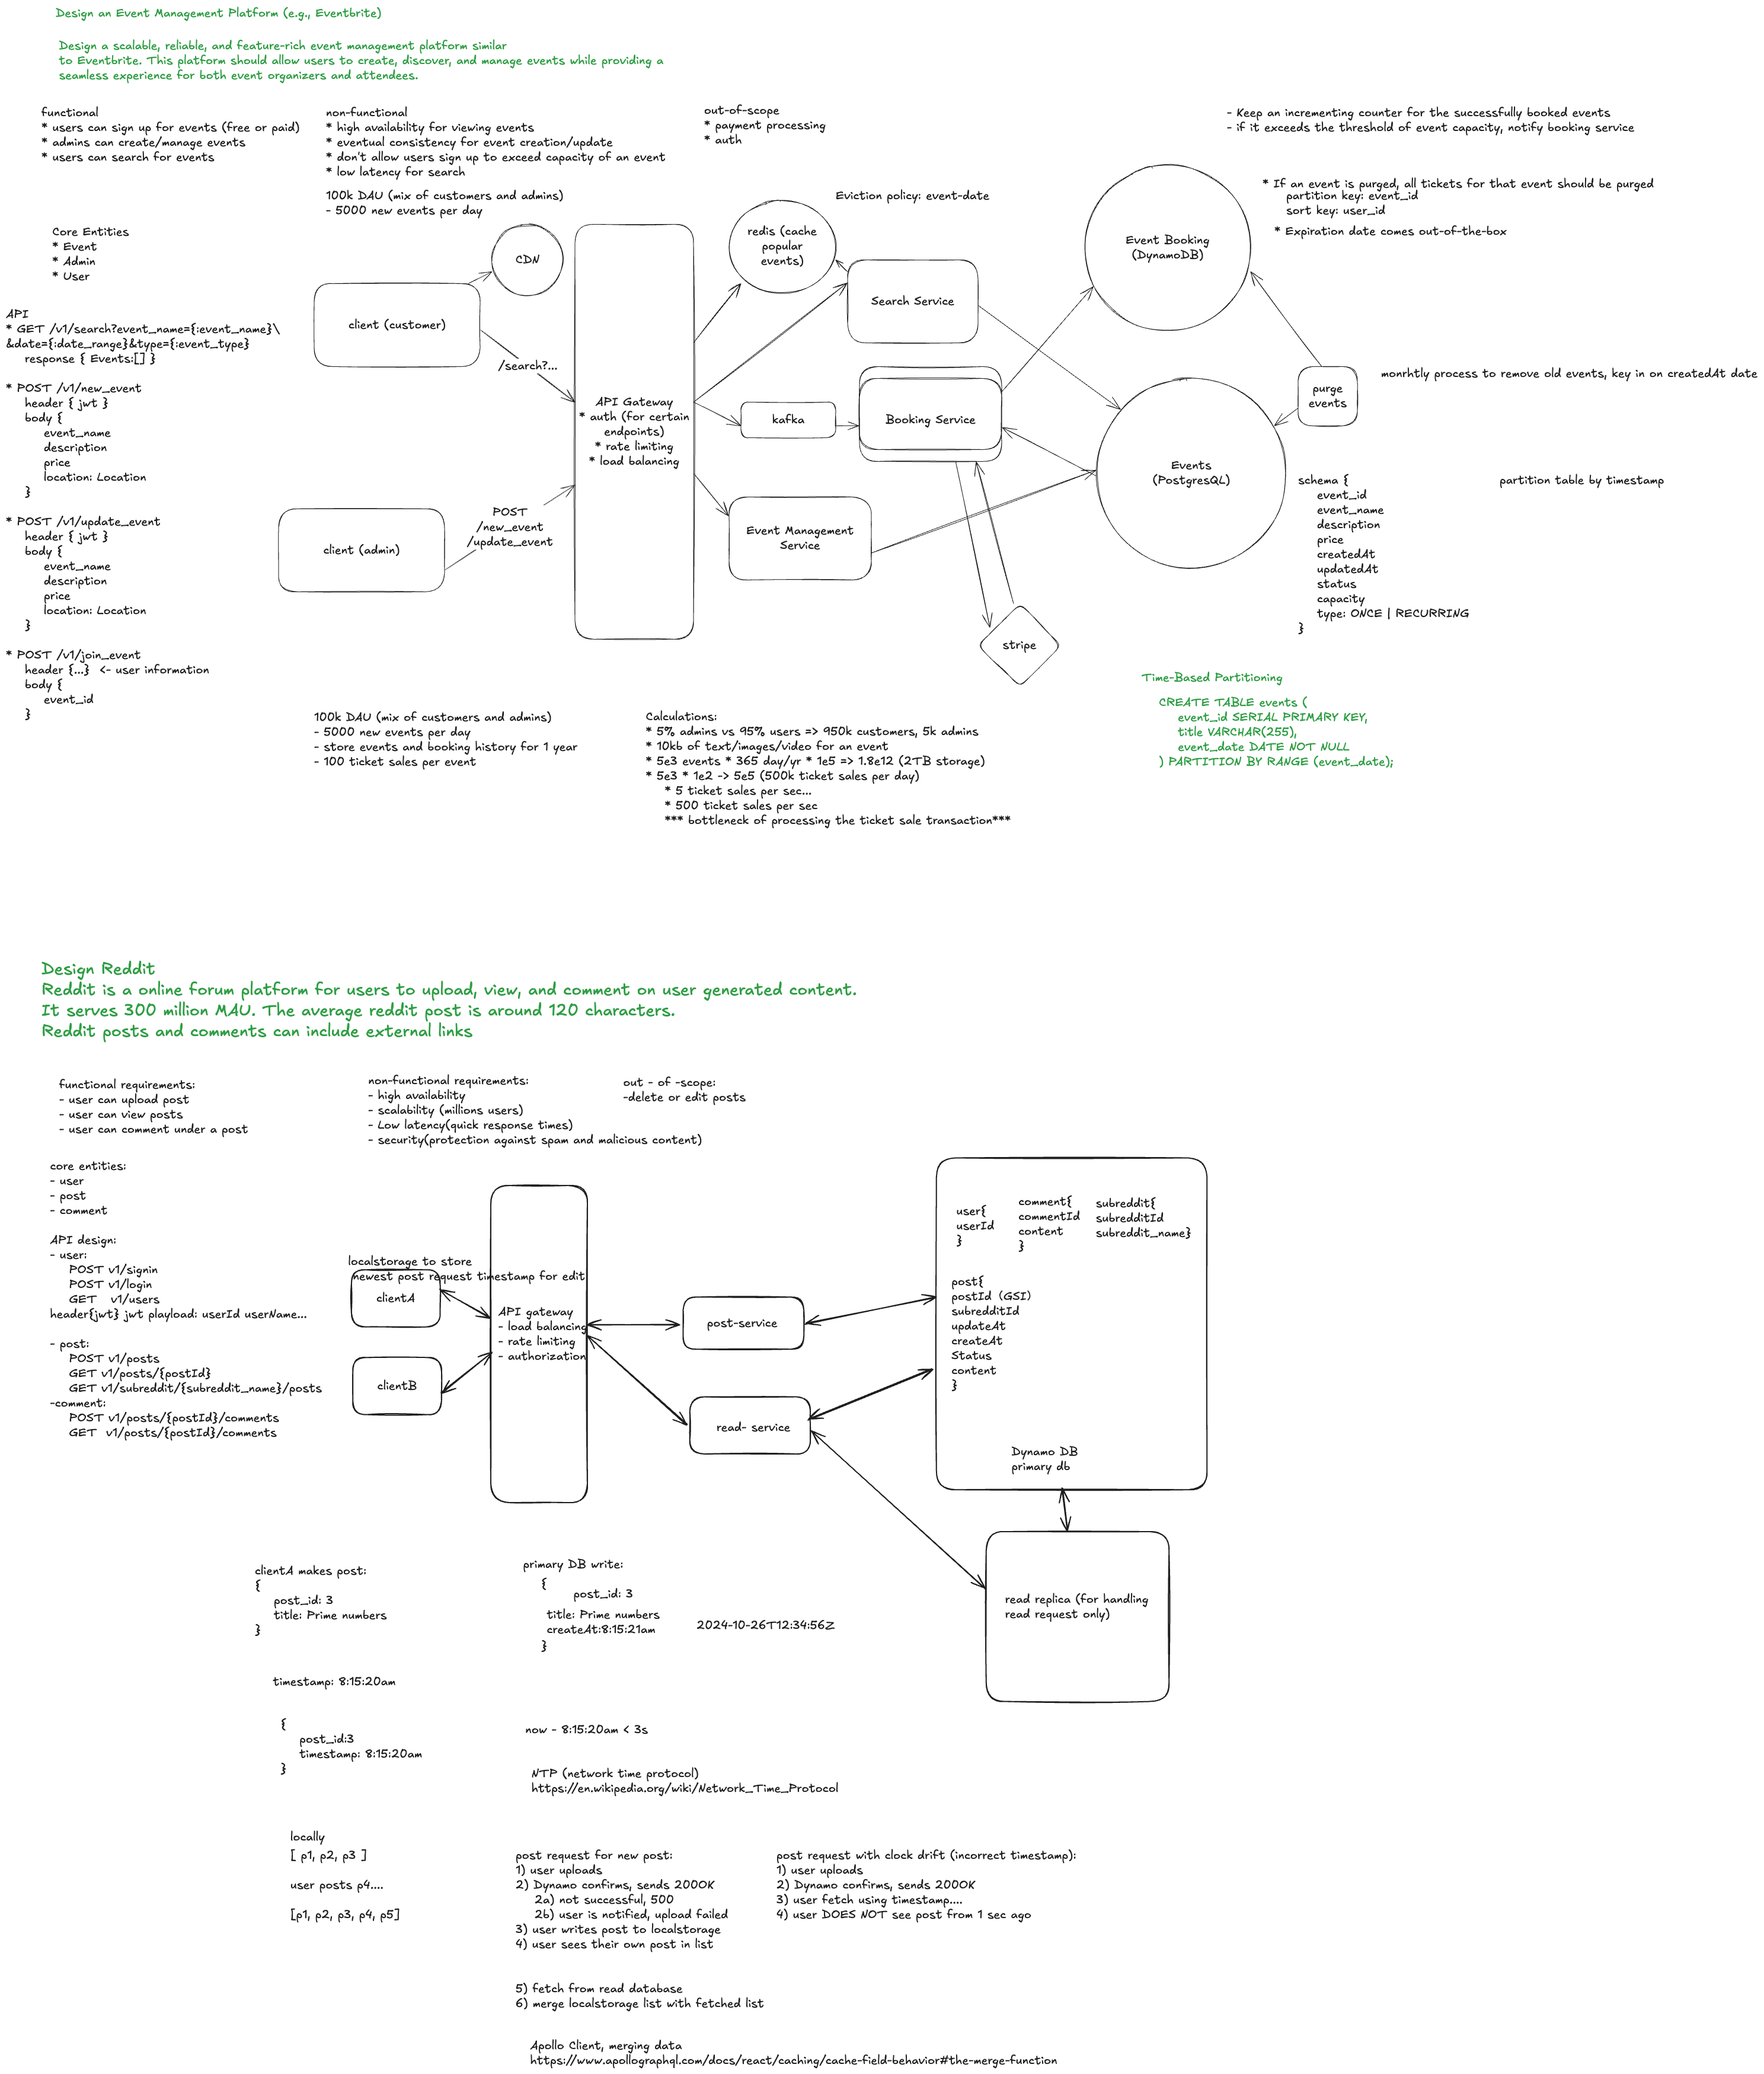 Design an Event Management Platform (e.g., Eventbrite)
Design a scalable, reliable, and feature-rich event management platform similar
to Eventbrite. This platform should allow users to create, discover, and manage events while providing a
seamless experience for both event organizers and attendees.
functional
* users can sign up for events (free or paid)
* admins can create/manage events
* users can search for events
non-functional
* high availability for viewing events
* eventual consistency for event creation/update
* don't allow users sign up to exceed capacity of an event
* low latency for search
100k DAU (mix of customers and admins)
- 5000 new events per day
out-of-scope
* payment processing
* auth
- Keep an incrementing counter for the successfully booked events
- if it exceeds the threshold of event capacity, notify booking service
* If an event is purged, all tickets for that event should be purged
partition key: event_id
sort key: user_id
* Expiration date comes out-of-the-box
Eviction policy: event-date
Core Entities
* Event
* Admin
* User
API
* GET /v1/search?event_name={:event_name}\
&date={:date_range}&type={:event_type}
response { Events:[] }
* POST /v1/new_event
header { jwt }
body {
event_name
description
price
location: Location
}
* POST /v1/update_event
header { jwt }
body {
event_name
description
price
location: Location
}
* POST /v1/join_event
header {...} <- user information
body {
event_id
}
CDN
client (customer)
/search?...
client (admin)
POST
/new_event
/update_event
API Gateway
* auth (for certain
endpoints)
* rate limiting
* load balancing
redis (cache
popular
events)
Search Service
kafka
Booking Service
Event Management
Service
stripe
Event Booking
(DynamoDB)
Events
(PostgresQL)
purge
events
monrhtly process to remove old events, key in on createdAt date
schema {
event_id
event_name
description
price
createdAt
updatedAt
status
capacity
type: ONCE | RECURRING
}
partition table by timestamp
Time-Based Partitioning
CREATE TABLE events (
event_id SERIAL PRIMARY KEY,
title VARCHAR(255),
event_date DATE NOT NULL
) PARTITION BY RANGE (event_date);
100k DAU (mix of customers and admins)
- 5000 new events per day
- store events and booking history for 1 year
- 100 ticket sales per event
Calculations:
* 5% admins vs 95% users => 950k customers, 5k admins
* 10kb of text/images/video for an event
* 5e3 events * 365 day/yr * 1e5 => 1.8e12 (2TB storage)
* 5e3 * 1e2 -> 5e5 (500k ticket sales per day)
* 5 ticket sales per sec...
* 500 ticket sales per sec
*** bottleneck of processing the ticket sale transaction***
Design Reddit
Reddit is a online forum platform for users to upload, view, and comment on user generated content.
It serves 300 million MAU. The average reddit post is around 120 characters.
Reddit posts and comments can include external links
functional requirements:
- user can upload post
- user can view posts
- user can comment under a post
non-functional requirements:
- high availability
- scalability (millions users)
- Low latency(quick response times)
- security(protection against spam and malicious content)
out - of -scope:
-delete or edit posts
core entities:
- user
- post
- comment
API design:
- user:
POST v1/signin
POST v1/login
GET v1/users
header{jwt} jwt playload: userId userName...
- post:
POST v1/posts
GET v1/posts/{postId}
GET v1/subreddit/{subreddit_name}/posts
-comment:
POST v1/posts/{postId}/comments
GET v1/posts/{postId}/comments
localstorage to store
newest post request timestamp for edit
clientA
clientB
API gateway
- load balancing
- rate limiting
- authorization
post-service
read- service
user{
userId
}
comment{
commentId
content
}
subreddit{
subredditId
subreddit_name}
post{
postId (GSI)
subredditId
updateAt
createAt
Status
content
}
Dynamo DB
primary db
read replica (for handling
read request only)
clientA makes post:
{
post_id: 3
title: Prime numbers
}
primary DB write:
{
post_id: 3
title: Prime numbers
createAt:8:15:21am
}
2024-10-26T12:34:56Z
timestamp: 8:15:20am
{
post_id:3
timestamp: 8:15:20am
}
now - 8:15:20am < 3s
NTP (network time protocol)
https://en.wikipedia.org/wiki/Network_Time_Protocol
locally
[ p1, p2, p3 ]
user posts p4....
[p1, p2, p3, p4, p5]
post request for new post:
1) user uploads
2) Dynamo confirms, sends 200OK
2a) not successful, 500
2b) user is notified, upload failed
3) user writes post to localstorage
4) user sees their own post in list
5) fetch from read database
6) merge localstorage list with fetched list
post request with clock drift (incorrect timestamp):
1) user uploads
2) Dynamo confirms, sends 200OK
3) user fetch using timestamp....
4) user DOES NOT see post from 1 sec ago
Apollo Client, merging data
https://www.apollographql.com/docs/react/caching/cache-field-behavior#the-merge-function